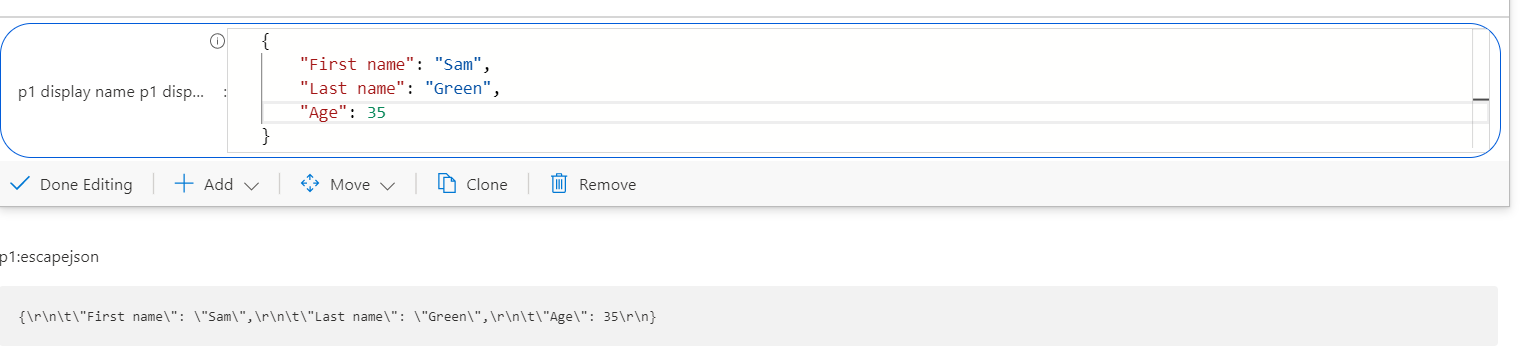 {
"First name": "Sam",
"Last name": "Green",
p1 display name p1 disp... :
"Age": 35
}
Done Editing Add Move Clone Remove
p1:escapejson
{\r\n\t\"First name\": \"Sam\",\r\n\t\"Last name\": \"Green\",\r\n\t\"Age\": 35\r\n}